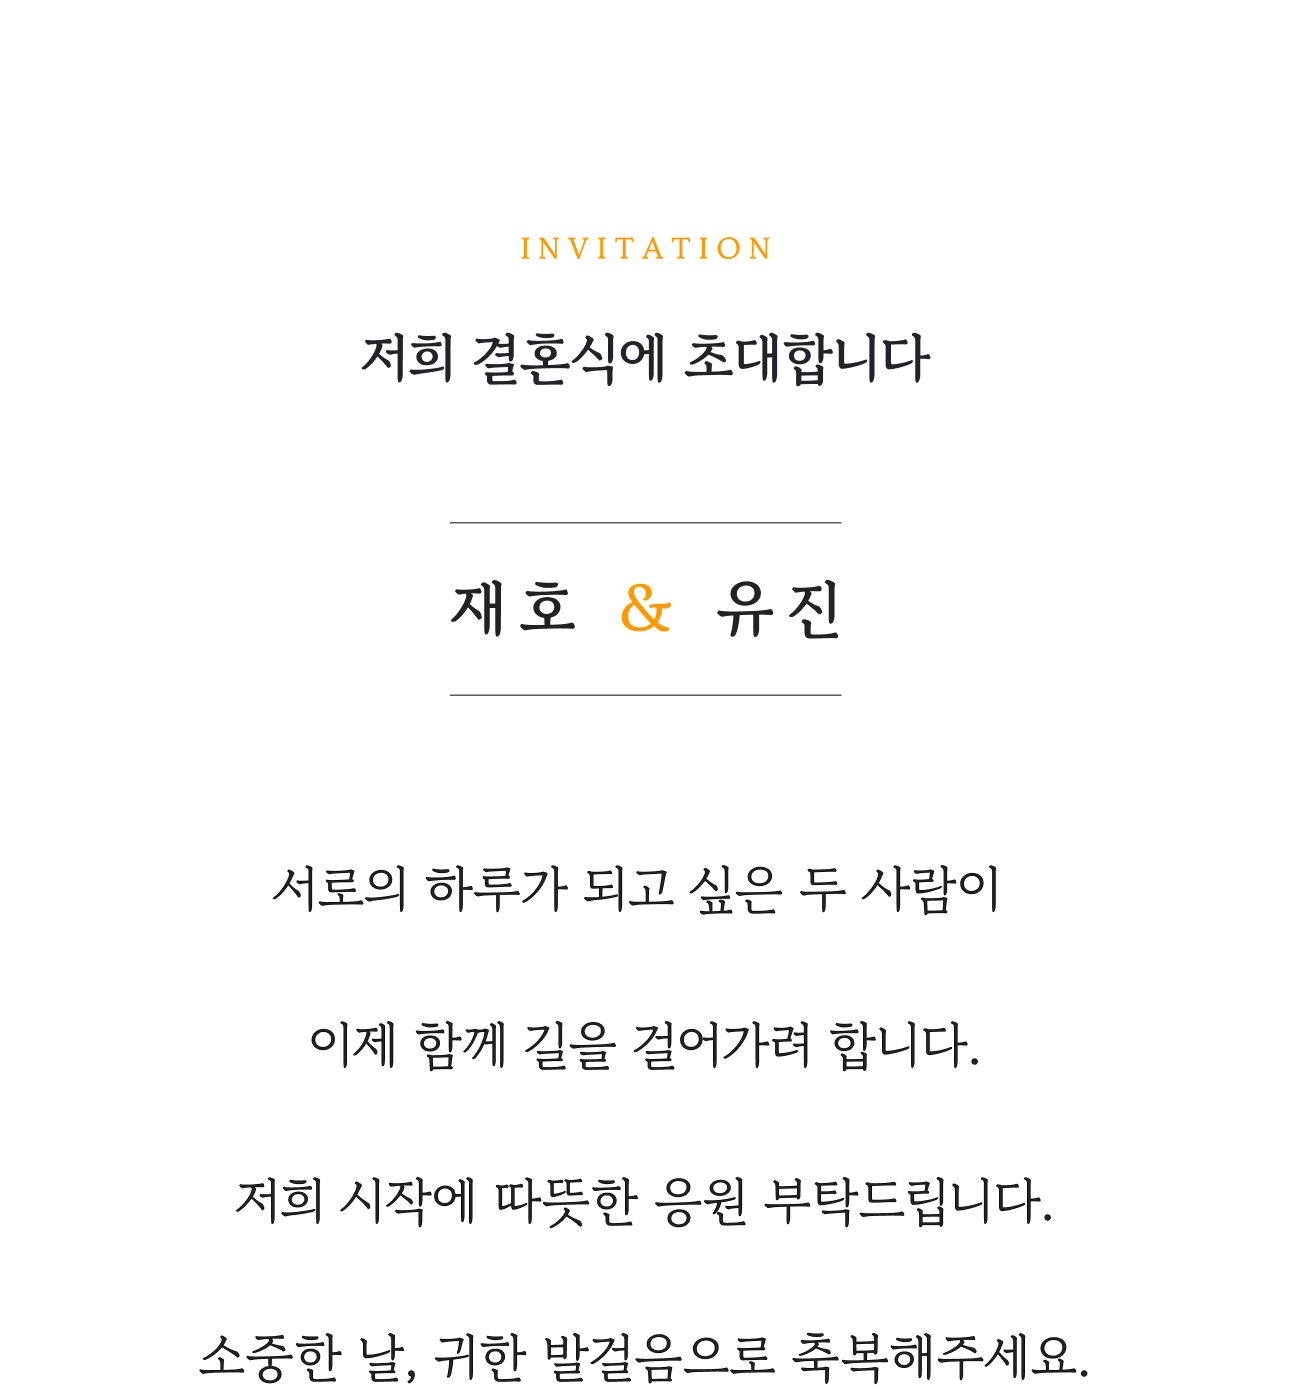 INVITATION
저희 결혼식에 초대합니다
재호 & 유진
서로의 하루가 되고 싶은 두 사람이
이제 함께 길을 걸어가려 합니다.
저희 시작에 따뜻한 응원 부탁드립니다.
소중한 날, 귀한 발걸음으로 축복해주세요.